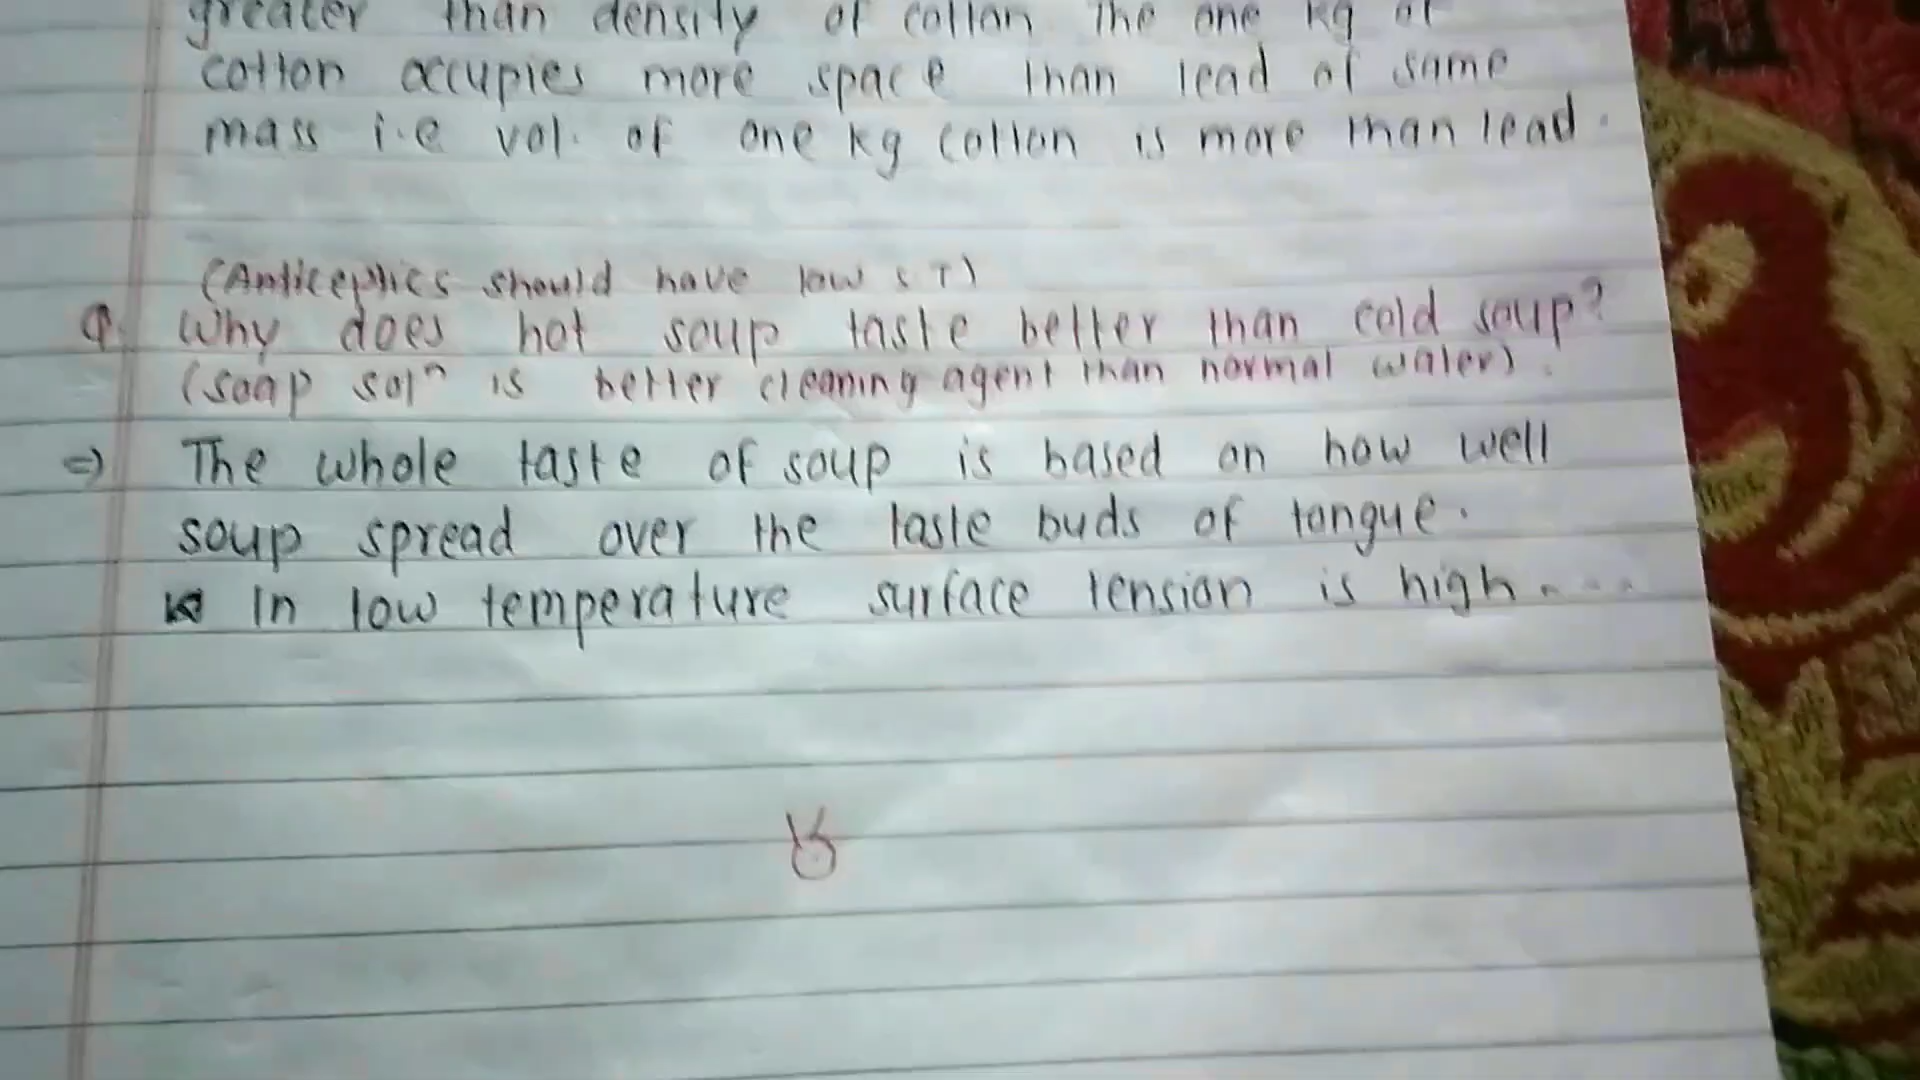 greater than density of cotton The one kg of
cotton occupies more space than lead of same
mass i.e vol. of one kg cotton is more than lead.
(Anticeptics should have low S.T)
Q. Why does hot soup taste better than cold soup?
(soap solⁿ is better cleaning agent than normal water).
⇒ The whole taste of soup is based on how well
soup spread over the taste buds of tongue.
In low temperature surface tension is high....